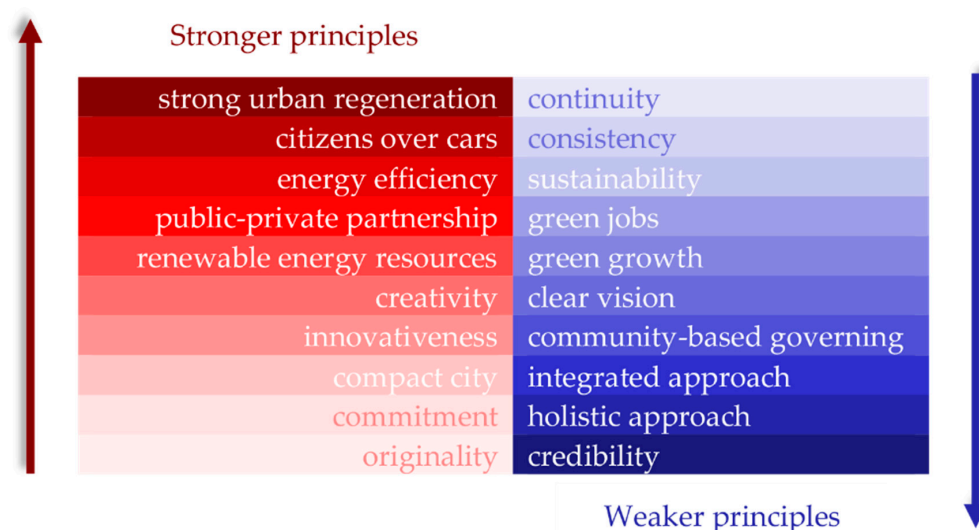 Stronger principles
strong urban regeneration continuity
citizens over cars consistency
energy efficiency sustainability
public-private partnership green jobs
renewable energy resources green growth
creativity clear vision
innovativeness community-based governing
compact city integrated approach
commitment holistic approach
originality credibility
Weaker principles